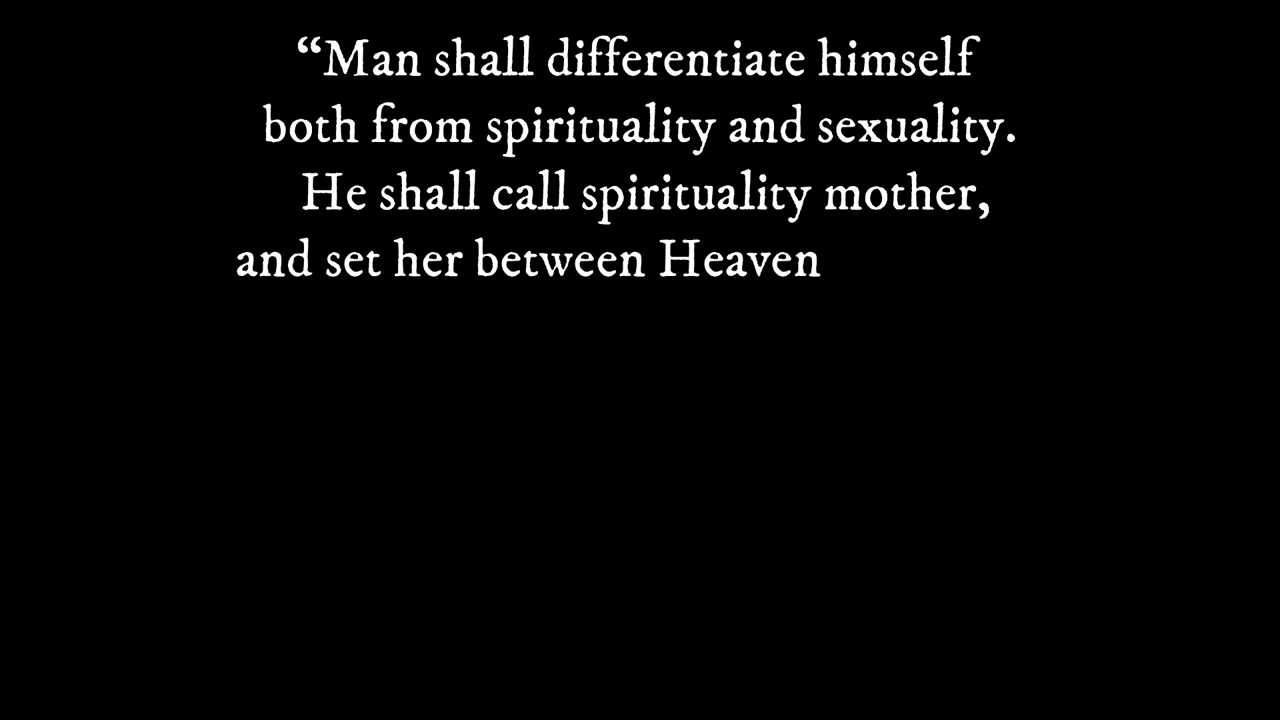 “Man shall differentiate himself
both from spirituality and sexuality.
He shall call spirituality mother,
and set her between Heaven